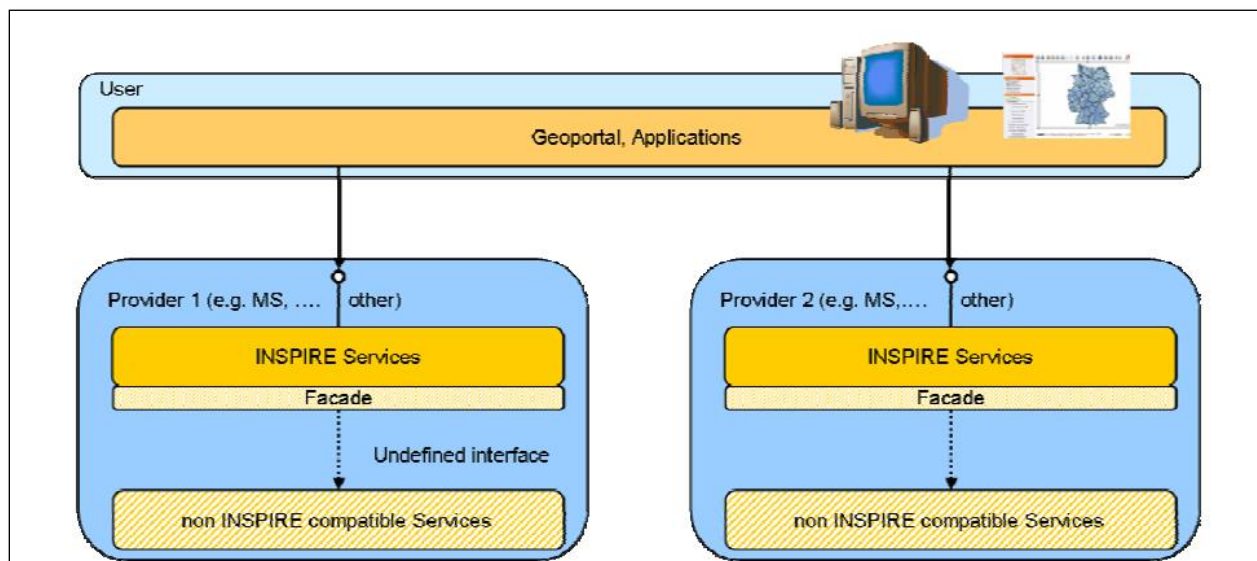 User
Geoportal, Applications
Provider 1 (e.g. MS, .... other)
INSPIRE Services
Facade
Undefined interface
non INSPIRE compatible Services
Provider 2 (e.g. MS,.... other)
INSPIRE Services
Facade
non INSPIRE compatible Services